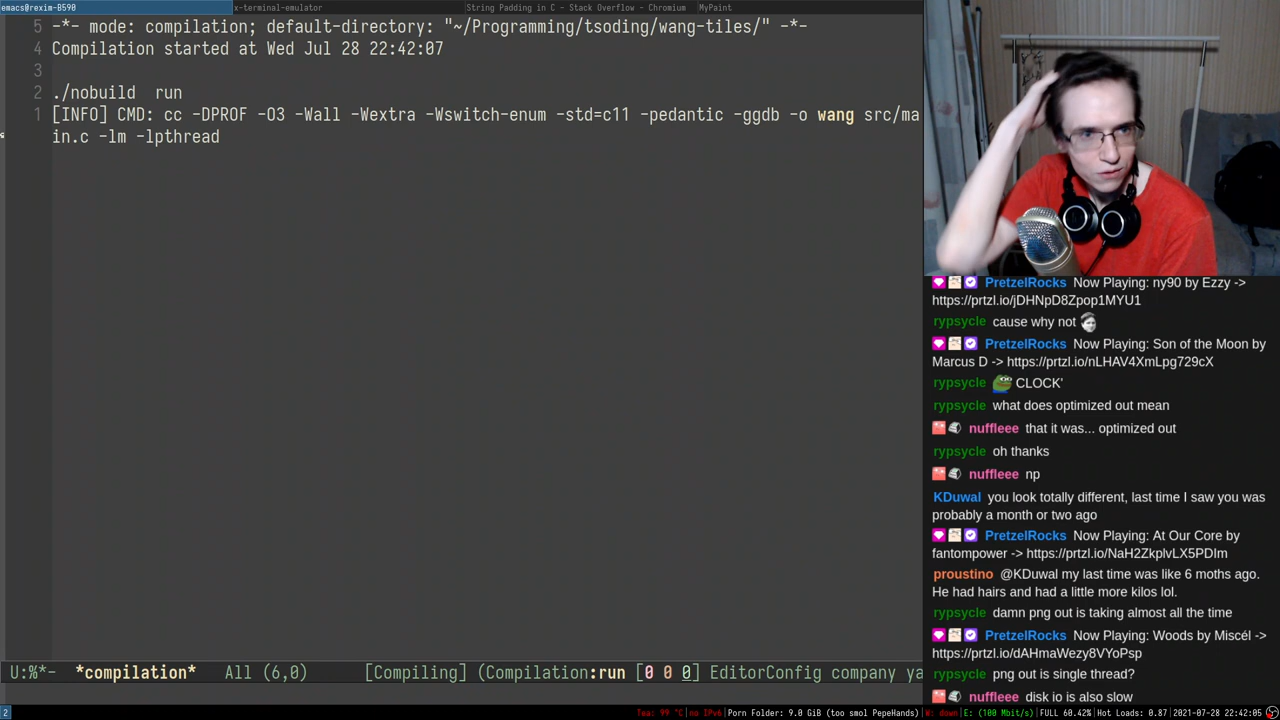 emacs@rexim-B590
x-terminal-emulator
String Padding in C - Stack Overflow - Chromium
MyPaint
5 -*- mode: compilation; default-directory: "~/Programming/tsoding/wang-tiles/" -*-
4 Compilation started at Wed Jul 28 22:42:07
3
2 ./nobuild  run
1 [INFO] CMD: cc -DPROF -O3 -Wall -Wextra -Wswitch-enum -std=c11 -pedantic -ggdb -o wang src/ma
in.c -lm -lpthread
PretzelRocks Now Playing: ny90 by Ezzy ->
https://prtzl.io/jDHNpD8Zpop1MYU1
rypsycle cause why not
PretzelRocks Now Playing: Son of the Moon by
Marcus D -> https://prtzl.io/nLHAV4XmLpg729cX
rypsycle CLOCK'
rypsycle what does optimized out mean
nuffleee that it was... optimized out
rypsycle oh thanks
nuffleee np
KDuwal you look totally different, last time I saw you was
probably a month or two ago
PretzelRocks Now Playing: At Our Core by
fantompower -> https://prtzl.io/NaH2ZkplvLX5PDIm
proustino @KDuwal my last time was like 6 moths ago.
He had hairs and had a little more kilos lol.
rypsycle damn png out is taking almost all the time
PretzelRocks Now Playing: Woods by Miscél ->
https://prtzl.io/dAHmaWezy8VYoPsp
rypsycle png out is single thread?
nuffleee disk io is also slow
U:%*-  *compilation*  All (6,0)  [Compiling] (Compilation:run [0 0 0] EditorConfig company ya
2
Tea: 99 °C|no IPv6|Porn Folder: 9.0 GiB (too smol PepeHands)|W: down|E: (100 Mbit/s)|FULL 60.42%|Hot Loads: 0.87|2021-07-28 22:42:05